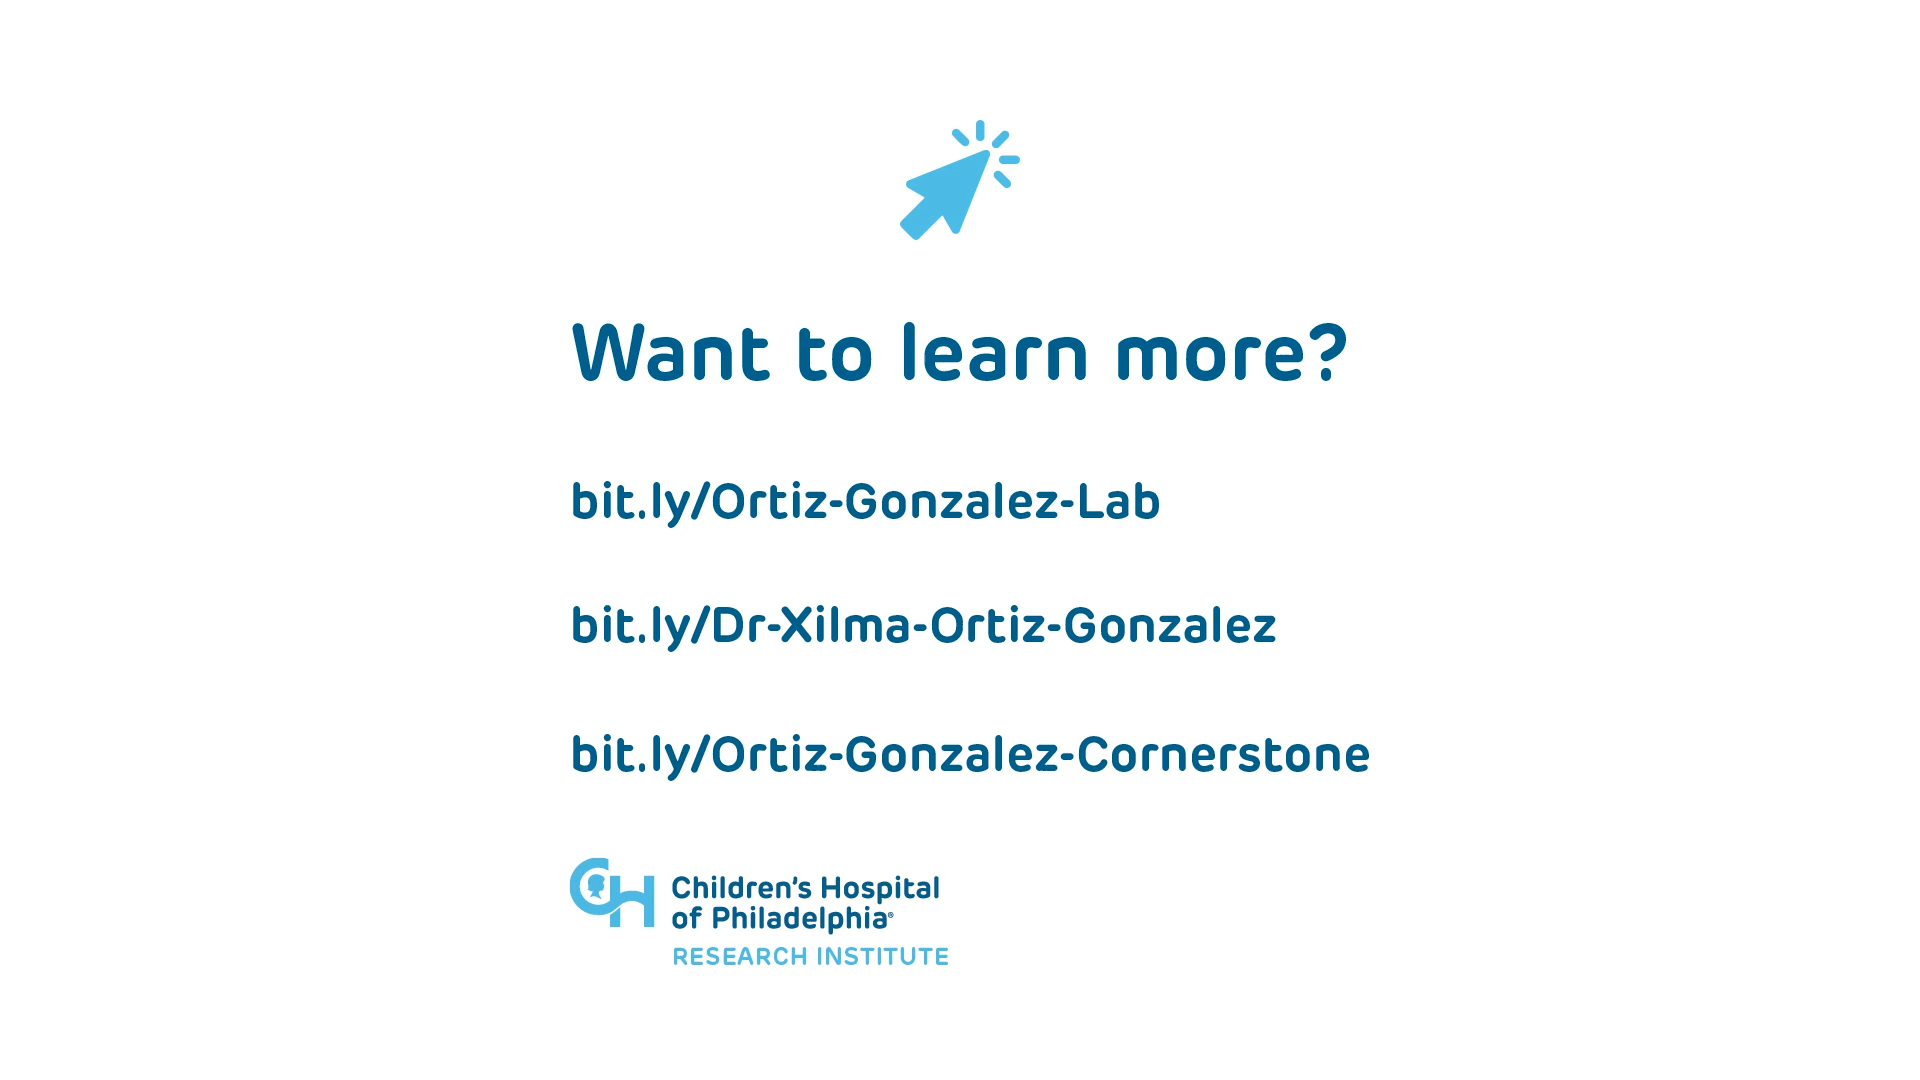 Want to learn more?
bit.ly/Ortiz-Gonzalez-Lab
bit.ly/Dr-Xilma-Ortiz-Gonzalez
bit.ly/Ortiz-Gonzalez-Cornerstone
CH
Children's Hospital
of Philadelphia®
RESEARCH INSTITUTE